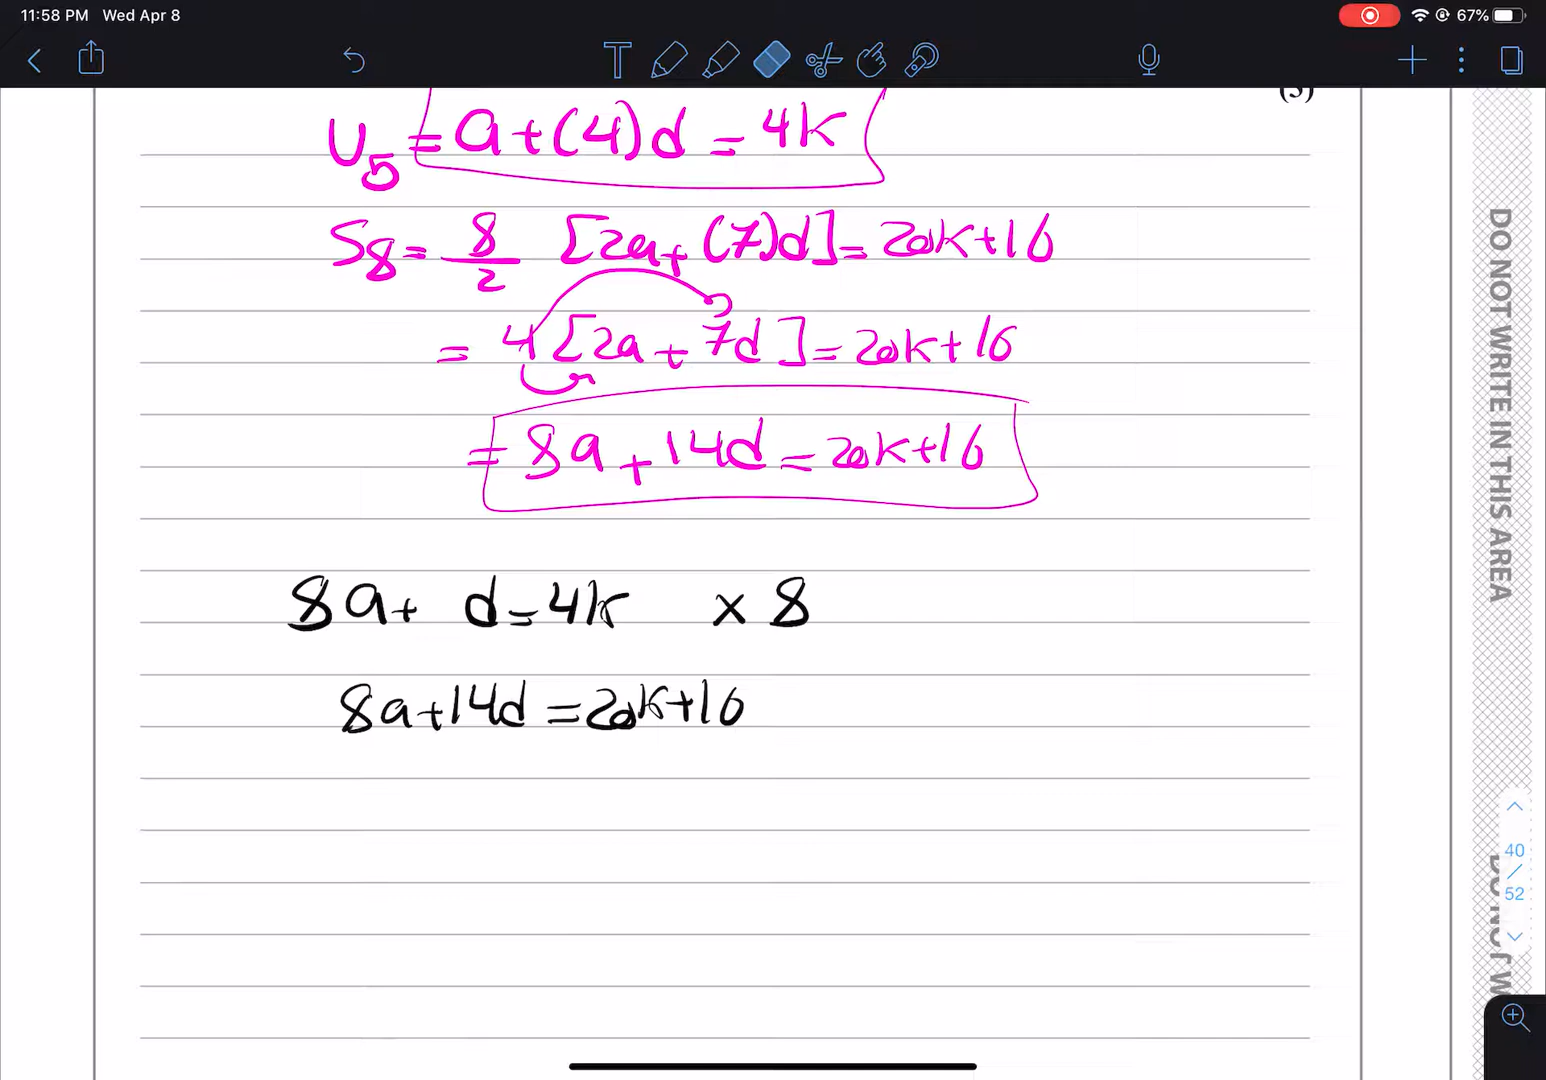 11:58 PM Wed Apr 8
67%
(3)
U5 = a+(4)d = 4k
S8 = 8/2 [2a+(7)d] = 20k+16
= 4[2a+7d] = 20k+16
= 8a+14d = 20k+16
8a+ d=4k ×8
8a+14d =20k+16
DO NOT WRITE IN THIS AREA
40
/
52